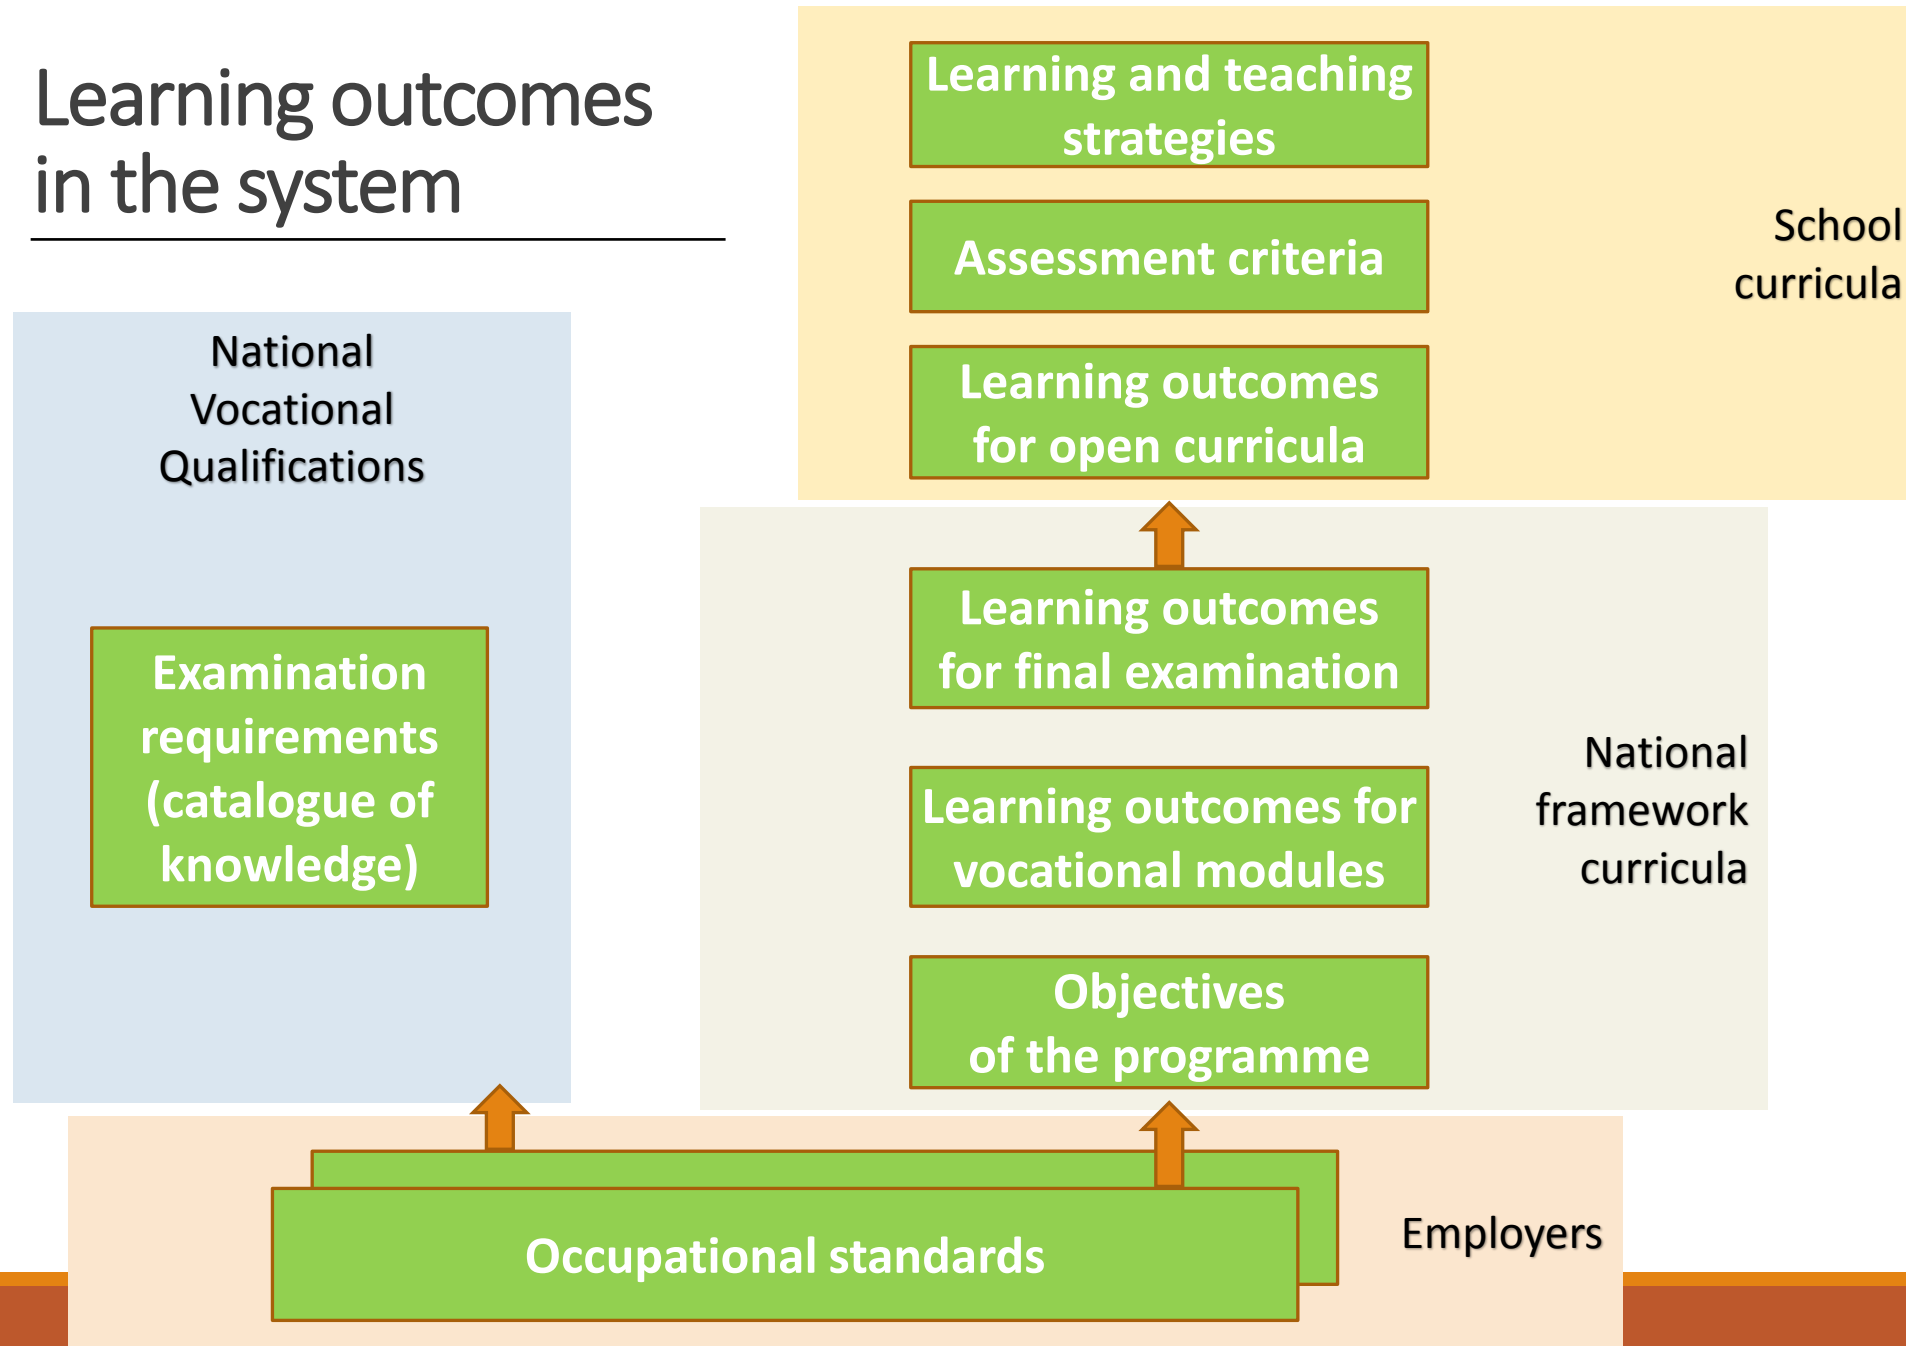 Learning outcomes
in the system
National
Vocational
Qualifications
Examination
requirements
(catalogue of
knowledge)
Learning and teaching
strategies
Assessment criteria
Learning outcomes
for open curricula
School
curricula
Learning outcomes
for final examination
Learning outcomes for
vocational modules
Objectives
of the programme
National
framework
curricula
Occupational standards
Employers